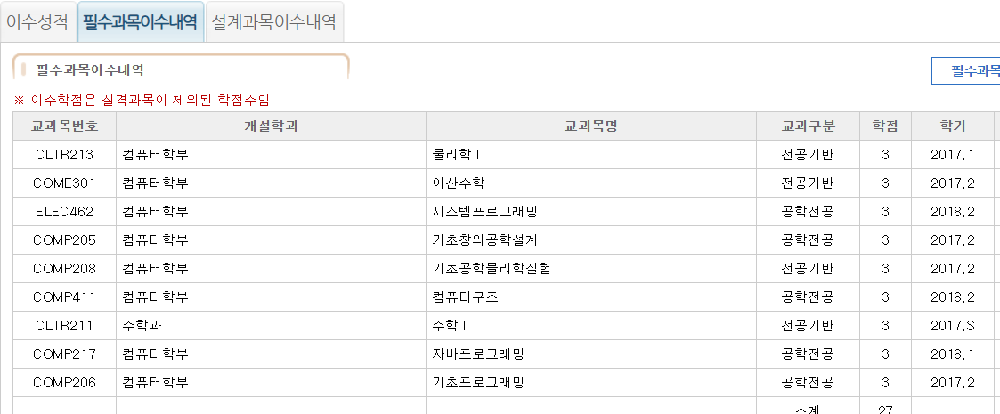 이수성적 필수과목이수내역 설계과목이수내역
필수과목이수내역 필수과목
※ 이수학점은 실격과목이 제외된 학점수임
교과목번호 개설학과 교과목명 교과구분 학점 학기
CLTR213 컴퓨터학부 물리학 I 전공기반 3 2017.1
COME301 컴퓨터학부 이산수학 전공기반 3 2017.2
ELEC462 컴퓨터학부 시스템프로그래밍 공학전공 3 2018.2
COMP205 컴퓨터학부 기초창의공학설계 공학전공 3 2017.2
COMP208 컴퓨터학부 기초공학물리학실험 전공기반 3 2017.2
COMP411 컴퓨터학부 컴퓨터구조 공학전공 3 2018.2
CLTR211 수학과 수학 I 전공기반 3 2017.S
COMP217 컴퓨터학부 자바프로그래밍 공학전공 3 2018.1
COMP206 컴퓨터학부 기초프로그래밍 공학전공 3 2017.2
소계 27